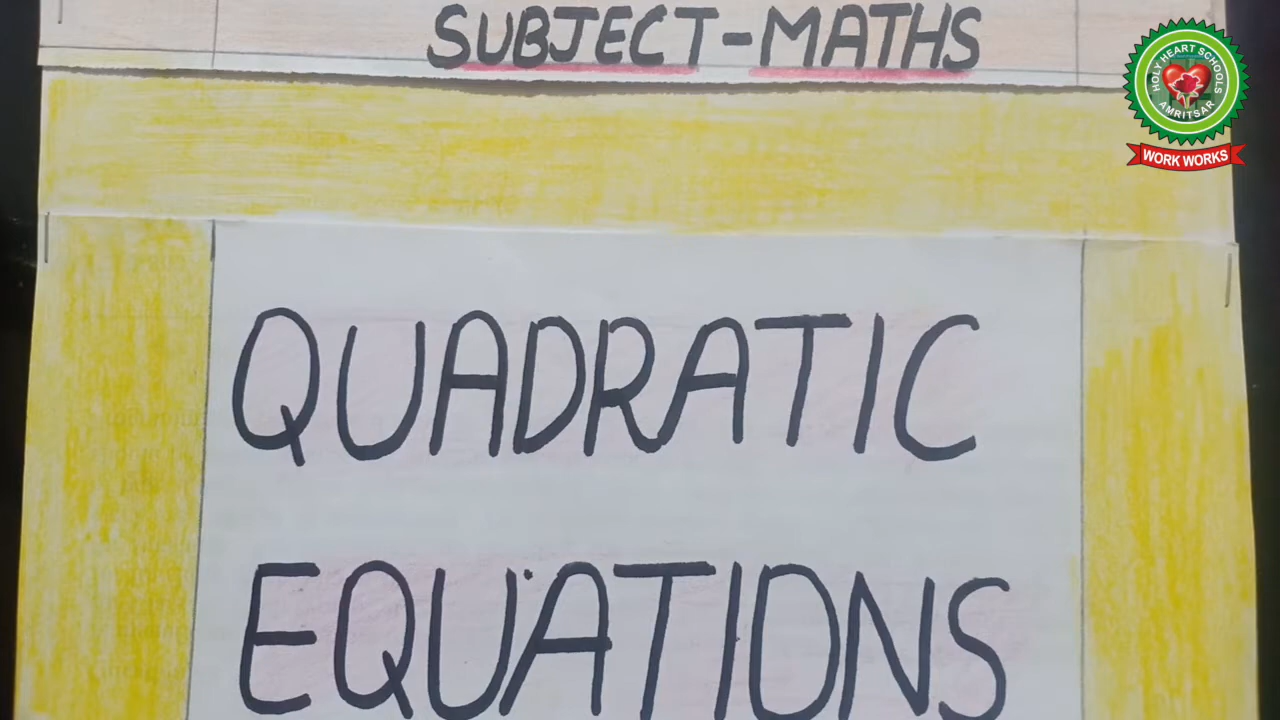 SUBJECT-MATHS
HOLY HEART SCHOOLS
AMRITSAR
WORK WORKS
QUADRATIC
EQUATIONS